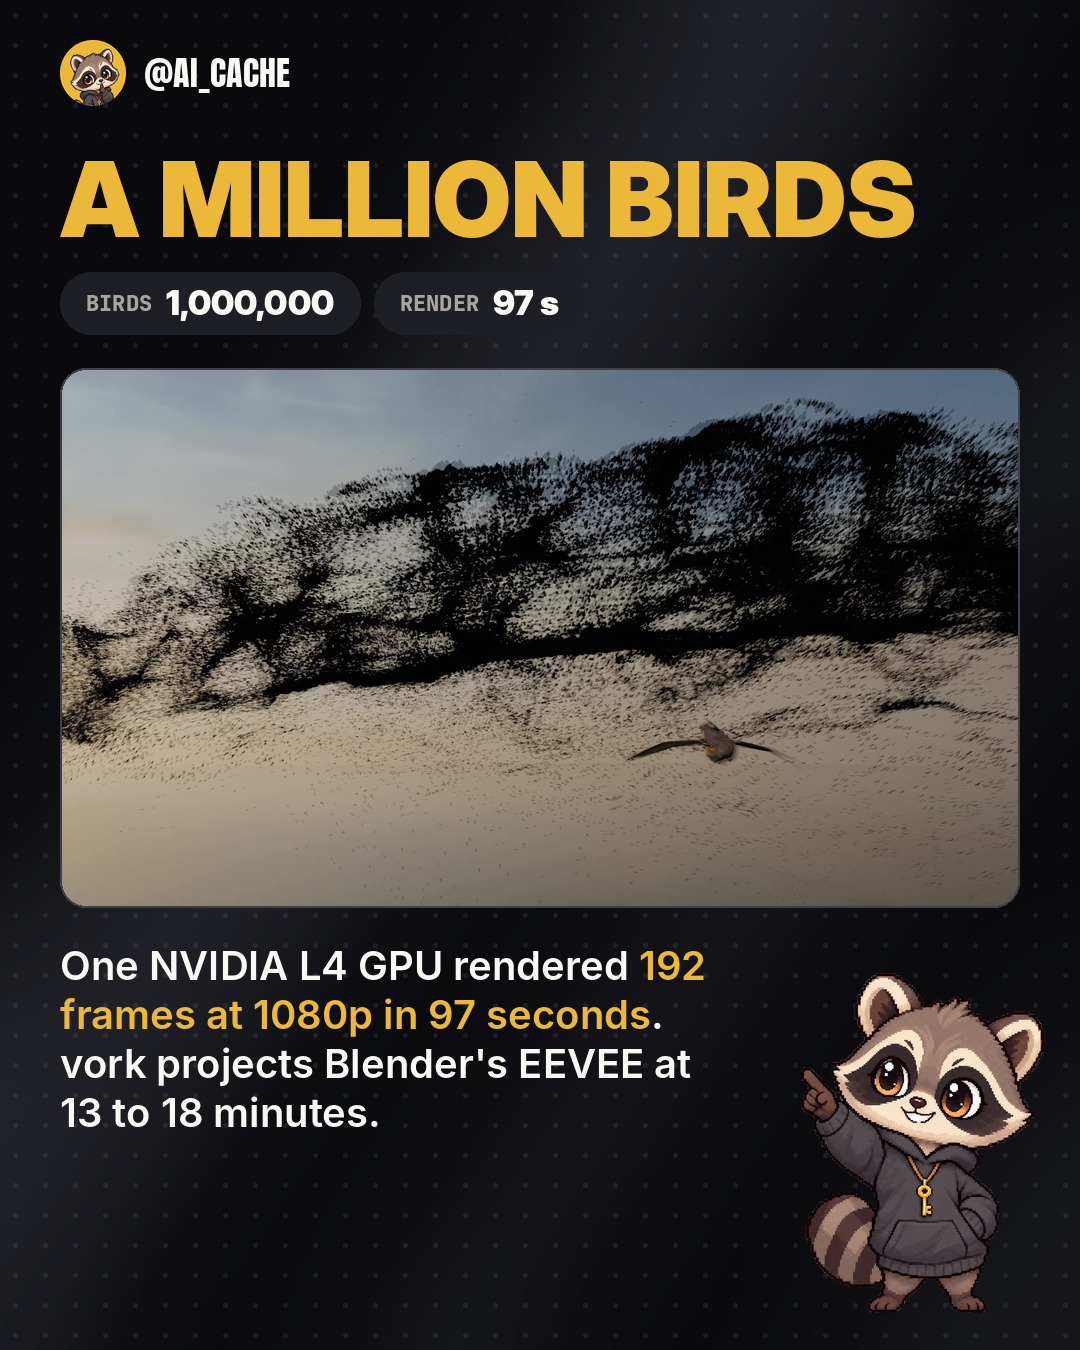 @AI_CACHE
A MILLION BIRDS
BIRDS 1,000,000 RENDER 97 s
One NVIDIA L4 GPU rendered 192
frames at 1080p in 97 seconds.
vork projects Blender's EEVEE at
13 to 18 minutes.